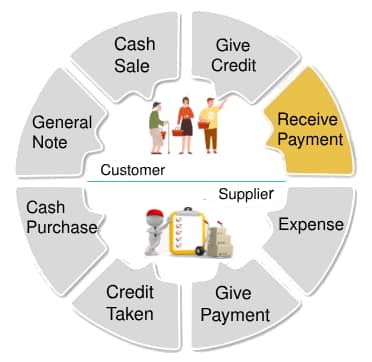 Cash
Sale
Give
Credit
General
Note
Receive
Payment
Customer
Supplier
Cash
Purchase
Expense
Credit
Taken
Give
Payment